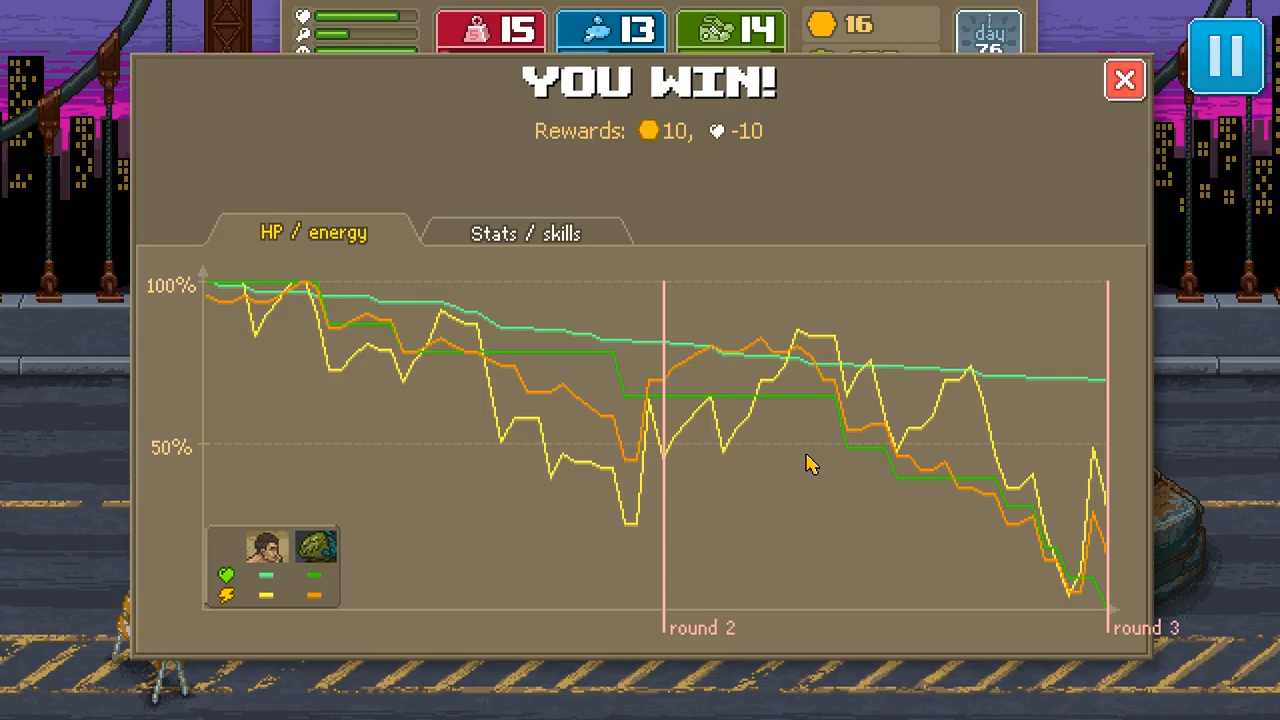 15
13
14
16
day
76
YOU WIN!
Rewards: 10, -10
HP / energy
Stats / skills
100%
50%
round 2
round 3